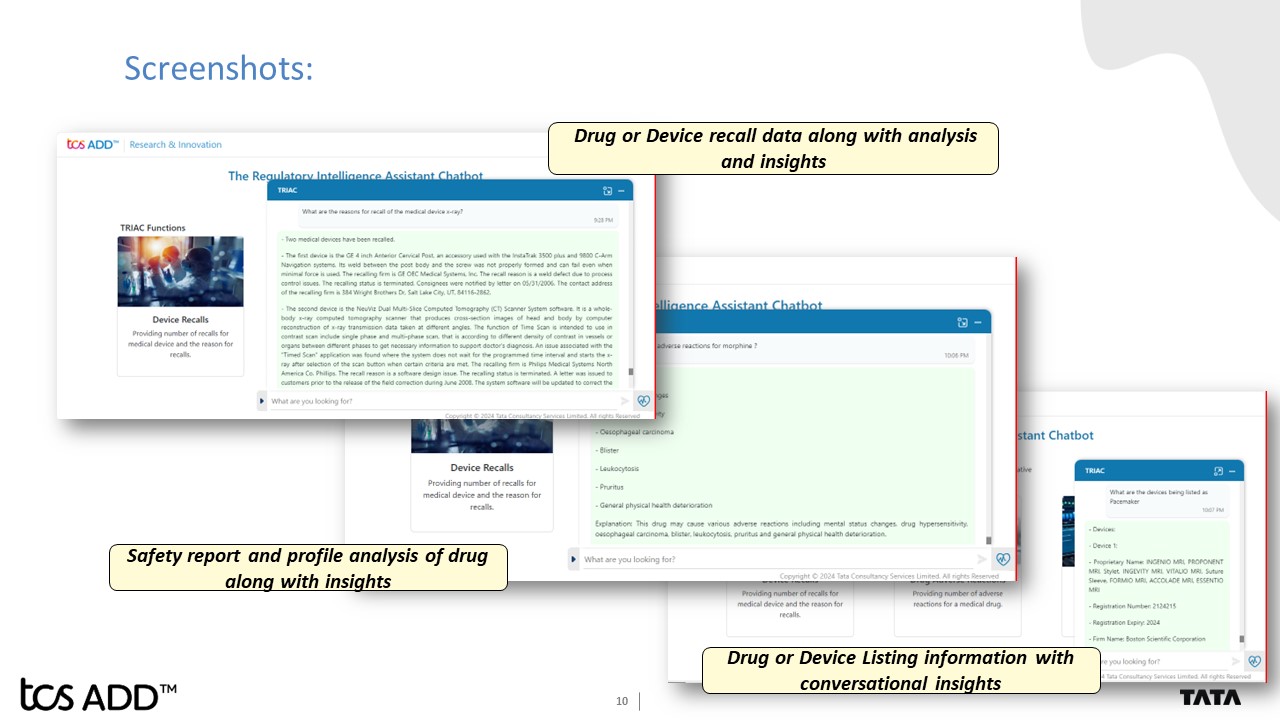 Screenshots:
Drug or Device recall data along with analysis
and insights
tcs ADD™ Research & Innovation
The Regulatory Intelligence Assistant Chatbot
TRIAC
What are the reasons for recall of the medical device x-ray?
9:28 PM
TRIAC Functions
Device Recalls
Providing number of recalls for
medical device and the reason for
recalls.
- Two medical devices have been recalled.
- The first device is the GE 4 inch Anterior Cervical Post, an accessory used with the InstaTrak 3500 plus and 9800 C-Arm
Navigation systems. Its weld between the post body and the screw was not properly formed and can fail even when
minimal force is used. The recalling firm is GE OEC Medical Systems, Inc. The recall reason is a weld defect due to process
control issues. The recalling status is terminated. Consignees were notified by letter on 05/31/2006. The contact address
of the recalling firm is 384 Wright Brothers Dr, Salt Lake City, UT, 84116-2862.
- The second device is the NeuViz Dual Multi-Slice Computed Tomography (CT) Scanner System software. It is a whole-
body x-ray computed tomography scanner that produces cross-section images of head and body by computer
reconstruction of x-ray transmission data taken at different angles. The function of Time Scan is intended to use in
contrast scan include single phase and multi-phase scan, that is according to different density of contrast in vessels or
organs between different phases to get necessary information to support doctor's diagnosis. An issue associated with the
"Timed Scan" application was found where the system does not wait for the programmed time interval and starts the x-
ray after selection of the scan button when certain criteria are met. The recalling firm is Philips Medical Systems North
America Co. Phillips. The recall reason is a software design issue. The recalling status is terminated. A letter was issued to
customers prior to the release of the field correction during June 2008. The system software will be updated to correct the
What are you looking for?
Copyright © 2024 Tata Consultancy Services Limited. All rights Reserved
elligence Assistant Chatbot
adverse reactions for morphine ?
10:06 PM
- Oesophageal carcinoma
- Blister
- Leukocytosis
- Pruritus
- General physical health deterioration
Explanation: This drug may cause various adverse reactions including mental status changes, drug hypersensitivity,
oesophageal carcinoma, blister, leukocytosis, pruritus and general physical health deterioration.
Device Recalls
Providing number of recalls for
medical device and the reason for
recalls.
What are you looking for?
Copyright © 2024 Tata Consultancy Services Limited. All rights Reserved
Safety report and profile analysis of drug
along with insights
stant Chatbot
TRIAC
What are the devices being listed as
Pacemaker
10:07 PM
- Devices:
- Device 1:
- Proprietary Name: INGENIO MRI, PROPONENT
MRI, Stylet, INGEVITY MRI, VITALIO MRI, Suture
Sleeve, FORMIO MRI, ACCOLADE MRI, ESSENTIO
MRI
- Registration Number: 2124215
- Registration Expiry: 2024
- Firm Name: Boston Scientific Corporation
Providing number of recalls for
medical device and the reason for
recalls.
Providing number of adverse
reactions for a medical drug.
re you looking for?
4 Tata Consultancy Services Limited. All rights Reserved
Drug or Device Listing information with
conversational insights
tcs ADD™
10
TATA